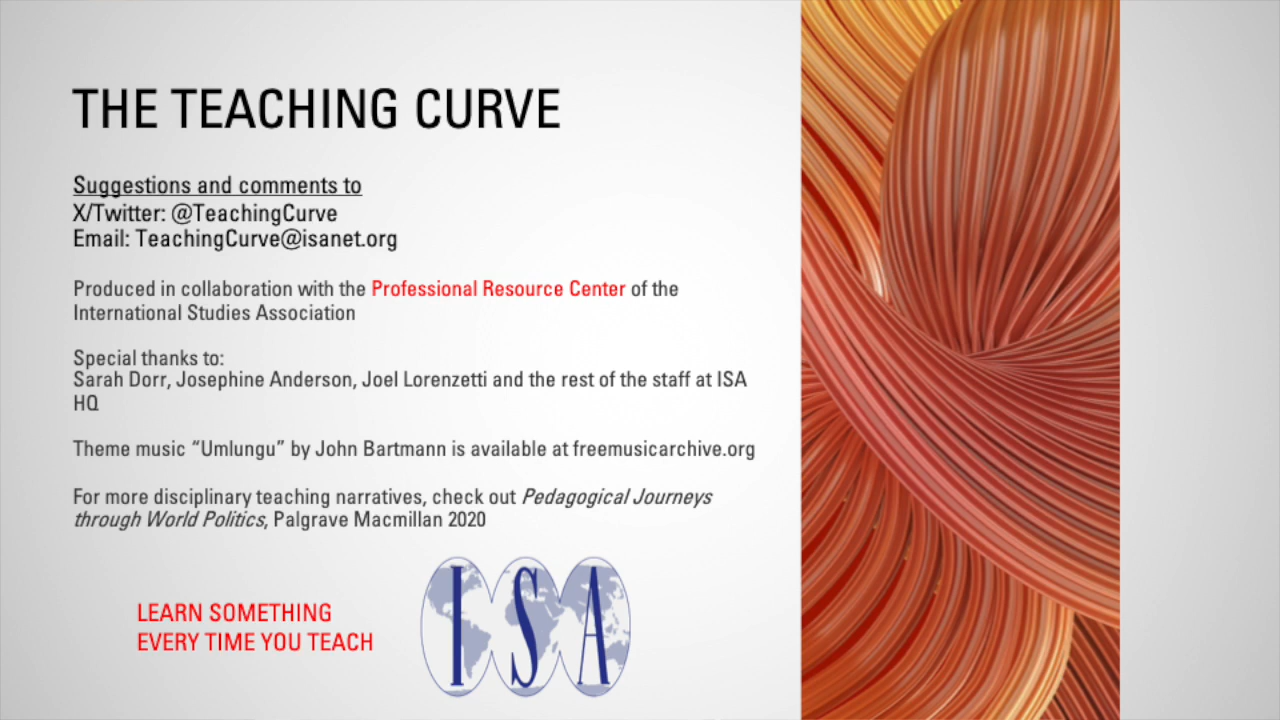 THE TEACHING CURVE
Suggestions and comments to
X/Twitter: @TeachingCurve
Email: TeachingCurve@isanet.org
Produced in collaboration with the Professional Resource Center of the
International Studies Association
Special thanks to:
Sarah Dorr, Josephine Anderson, Joel Lorenzetti and the rest of the staff at ISA
HQ
Theme music “Umlungu” by John Bartmann is available at freemusicarchive.org
For more disciplinary teaching narratives, check out Pedagogical Journeys
through World Politics, Palgrave Macmillan 2020
LEARN SOMETHING
EVERY TIME YOU TEACH
ISA